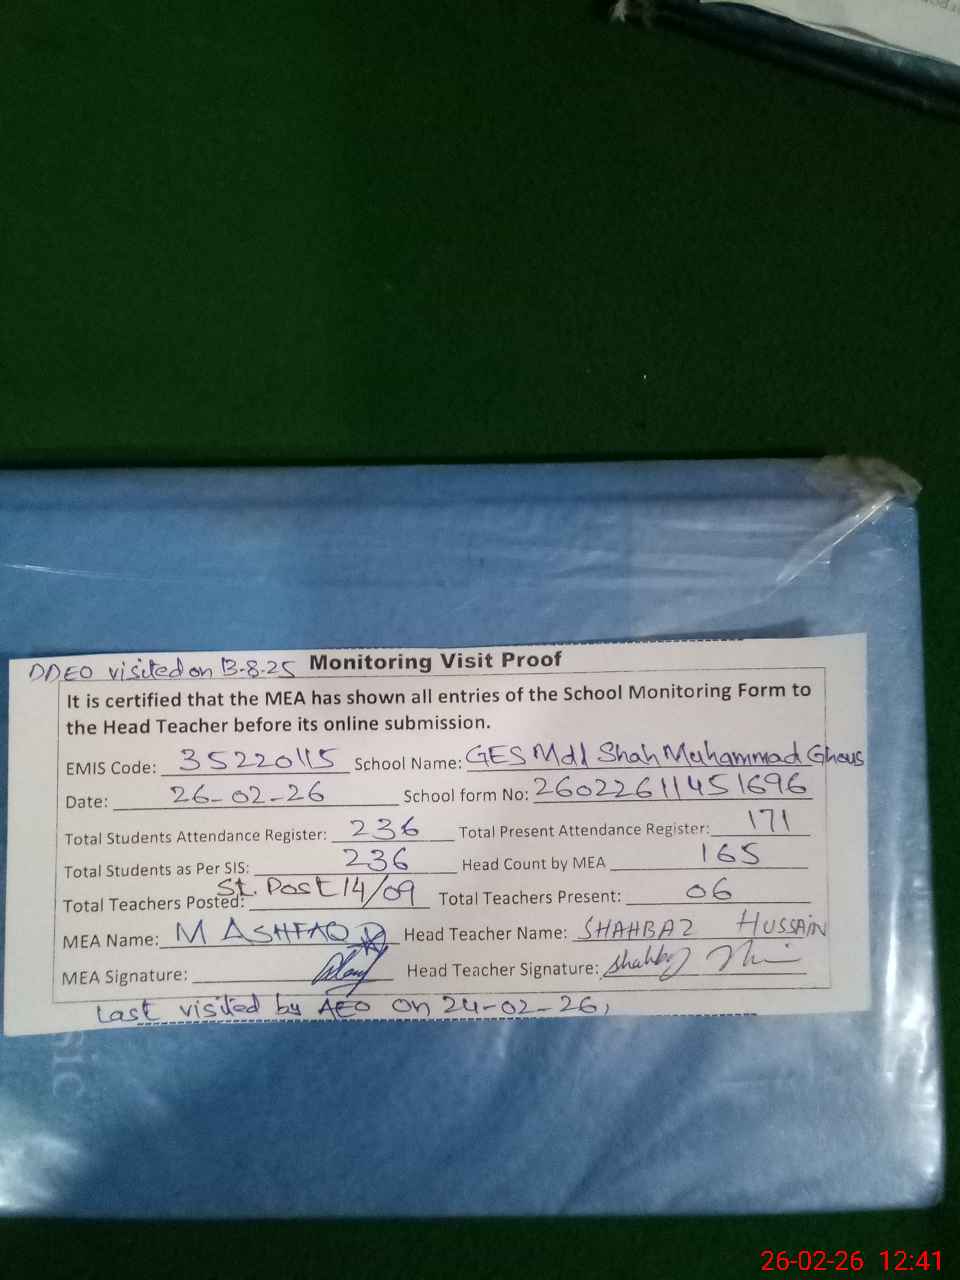 DDEO visited on 13-8-25 Monitoring Visit Proof
It is certified that the MEA has shown all entries of the School Monitoring Form to
the Head Teacher before its online submission.
EMIS Code: 35220115 School Name: GES Mdl Shah Muhammad Ghous
Date: 26-02-26 School form No: 26022611451696
Total Students Attendance Register: 236 Total Present Attendance Register: 171
Total Students as Per SIS: 236 Head Count by MEA 165
Total Teachers Posted: St. Post 14/09 Total Teachers Present: 06
MEA Name: M ASHFAQ Head Teacher Name: SHAHBAZ HUSSAIN
MEA Signature: Head Teacher Signature: Shahbaz
Last visited by AEO on 24-02-26,
sic
26-02-26 12:41